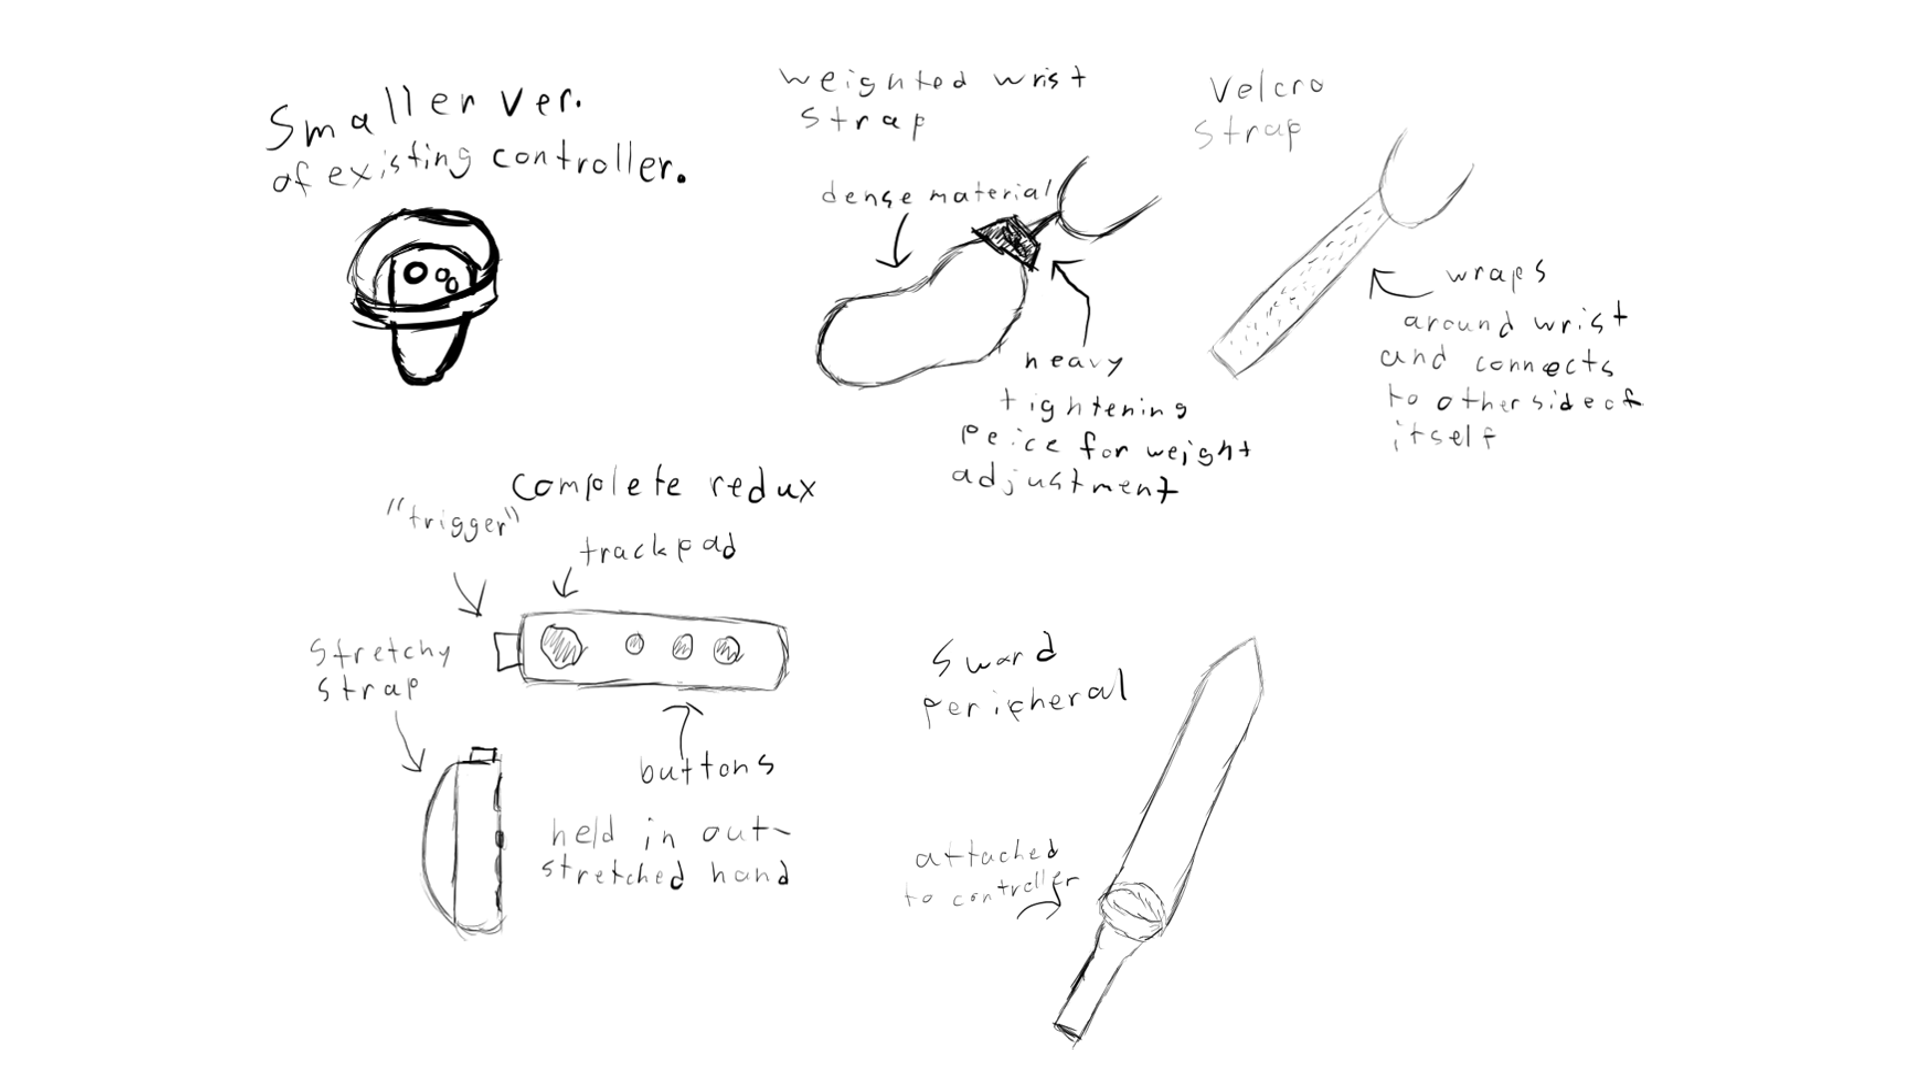 Smaller ver.
of existing controller.
weighted wrist
strap
dense material
heavy
tightening
peice for weight
adjustment
Velcro
strap
wraps
around wrist
and connects
to other side of
itself
complete redux
"trigger"
trackpad
stretchy
strap
buttons
held in out-
stretched hand
Sword
peripheral
attached
to controller